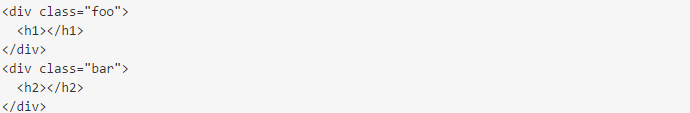 <div class="foo">
  <h1></h1>
</div>
<div class="bar">
  <h2></h2>
</div>